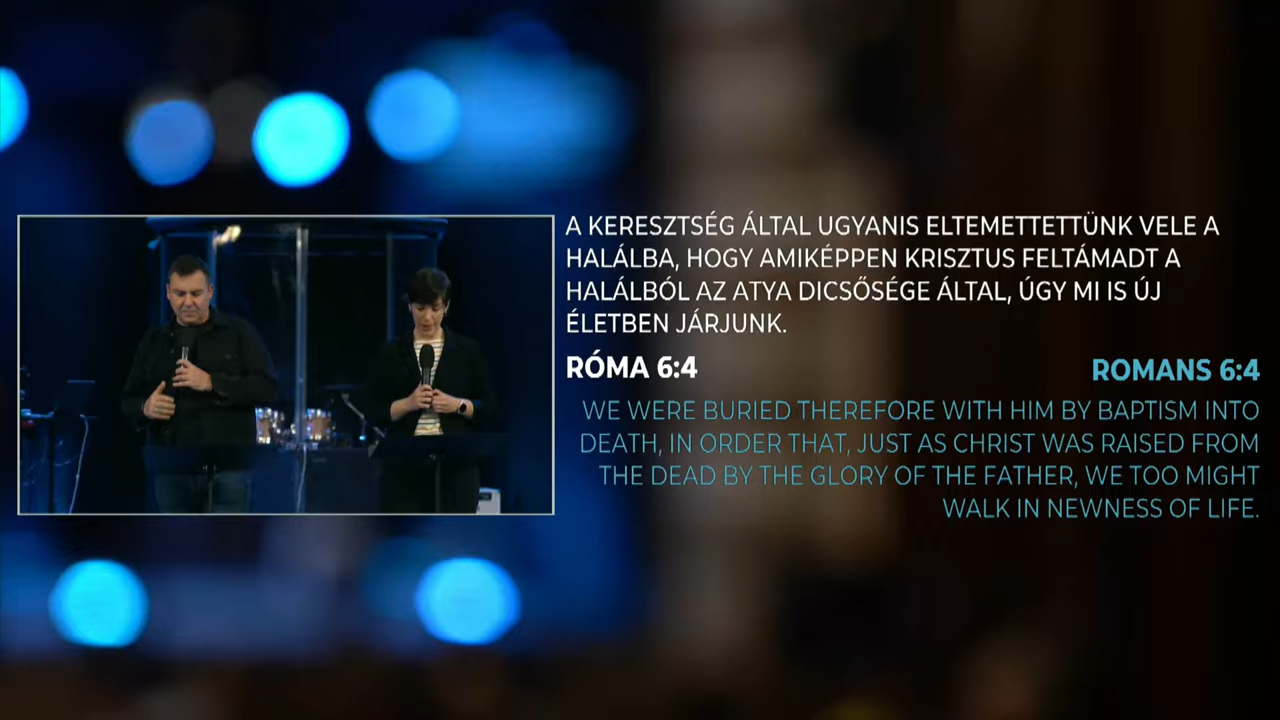 A KERESZTSÉG ÁLTAL UGYANIS ELTEMETTETTÜNK VELE A
HALÁLBA, HOGY AMIKÉPPEN KRISZTUS FELTÁMADT A
HALÁLBÓL AZ ATYA DICSŐSÉGE ÁLTAL, ÚGY MI IS ÚJ
ÉLETBEN JÁRJUNK.
RÓMA 6:4
ROMANS 6:4
WE WERE BURIED THEREFORE WITH HIM BY BAPTISM INTO
DEATH, IN ORDER THAT, JUST AS CHRIST WAS RAISED FROM
THE DEAD BY THE GLORY OF THE FATHER, WE TOO MIGHT
WALK IN NEWNESS OF LIFE.